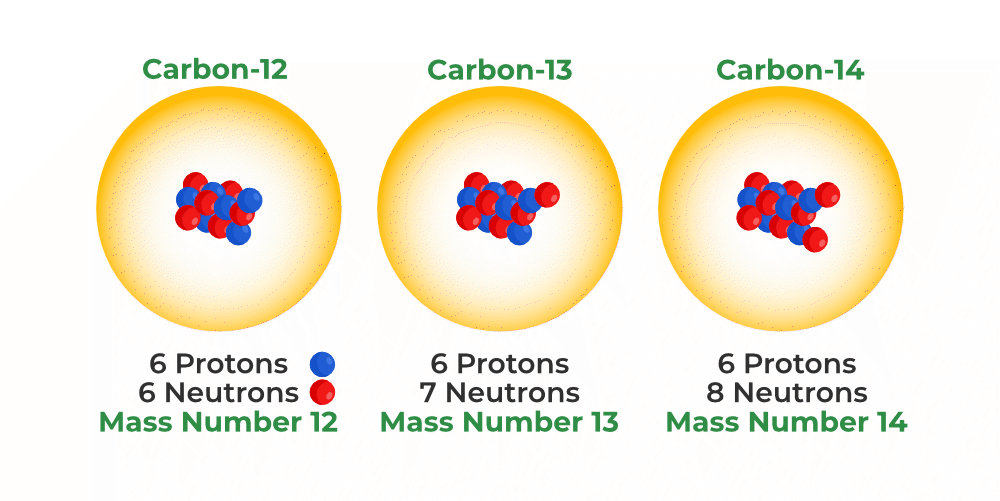 Carbon-12
Carbon-13
Carbon-14
6 Protons
6 Neutrons
Mass Number 12
6 Protons
7 Neutrons
Mass Number 13
6 Protons
8 Neutrons
Mass Number 14